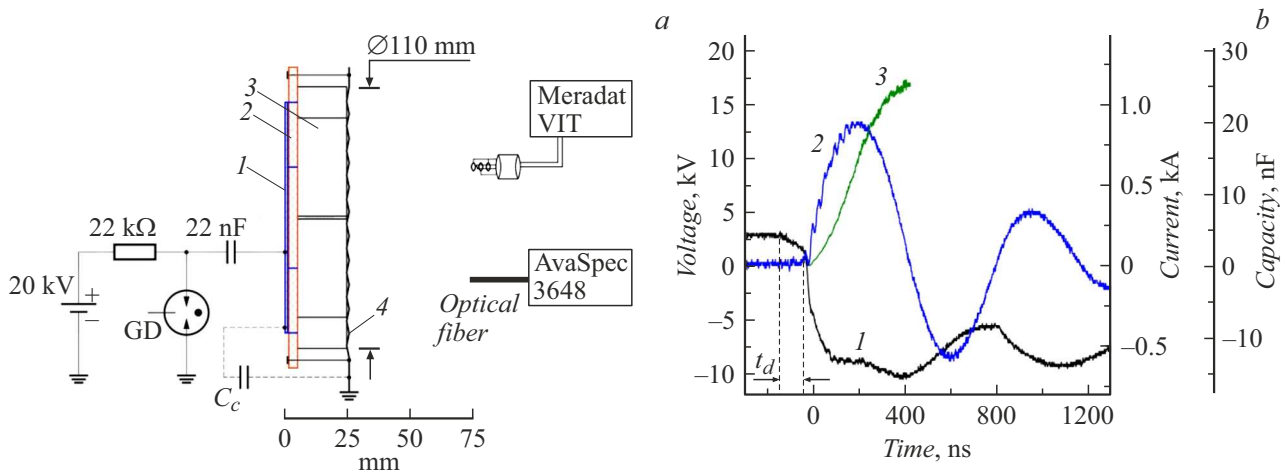 a
b
∅110 mm
3
2
1
Meradat
VIT
22 kΩ
22 nF
20 kV
+
−
GD
C_c
AvaSpec
3648
Optical
fiber
4
0 25 50 75
mm
20
15
10
5
0
−5
−10
Voltage, kV
1
2
3
t_d
0 400 800 1200
Time, ns
1.0
0.5
0
−0.5
Current, kA
30
20
10
0
−10
Capacity, nF